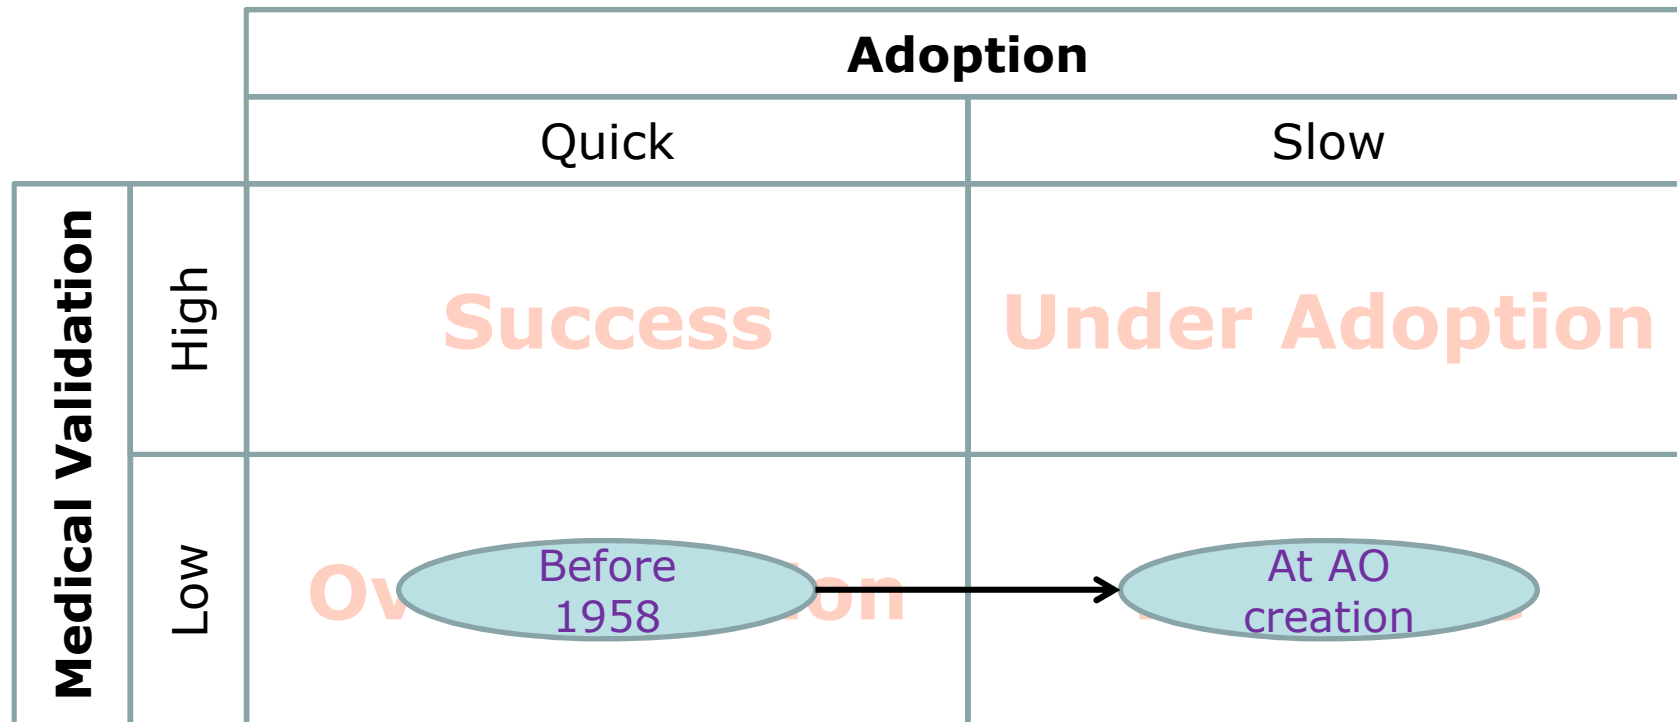 Adoption
Quick
Slow
Medical Validation
High
Success
Under Adoption
Low
Before
1958
At AO
creation